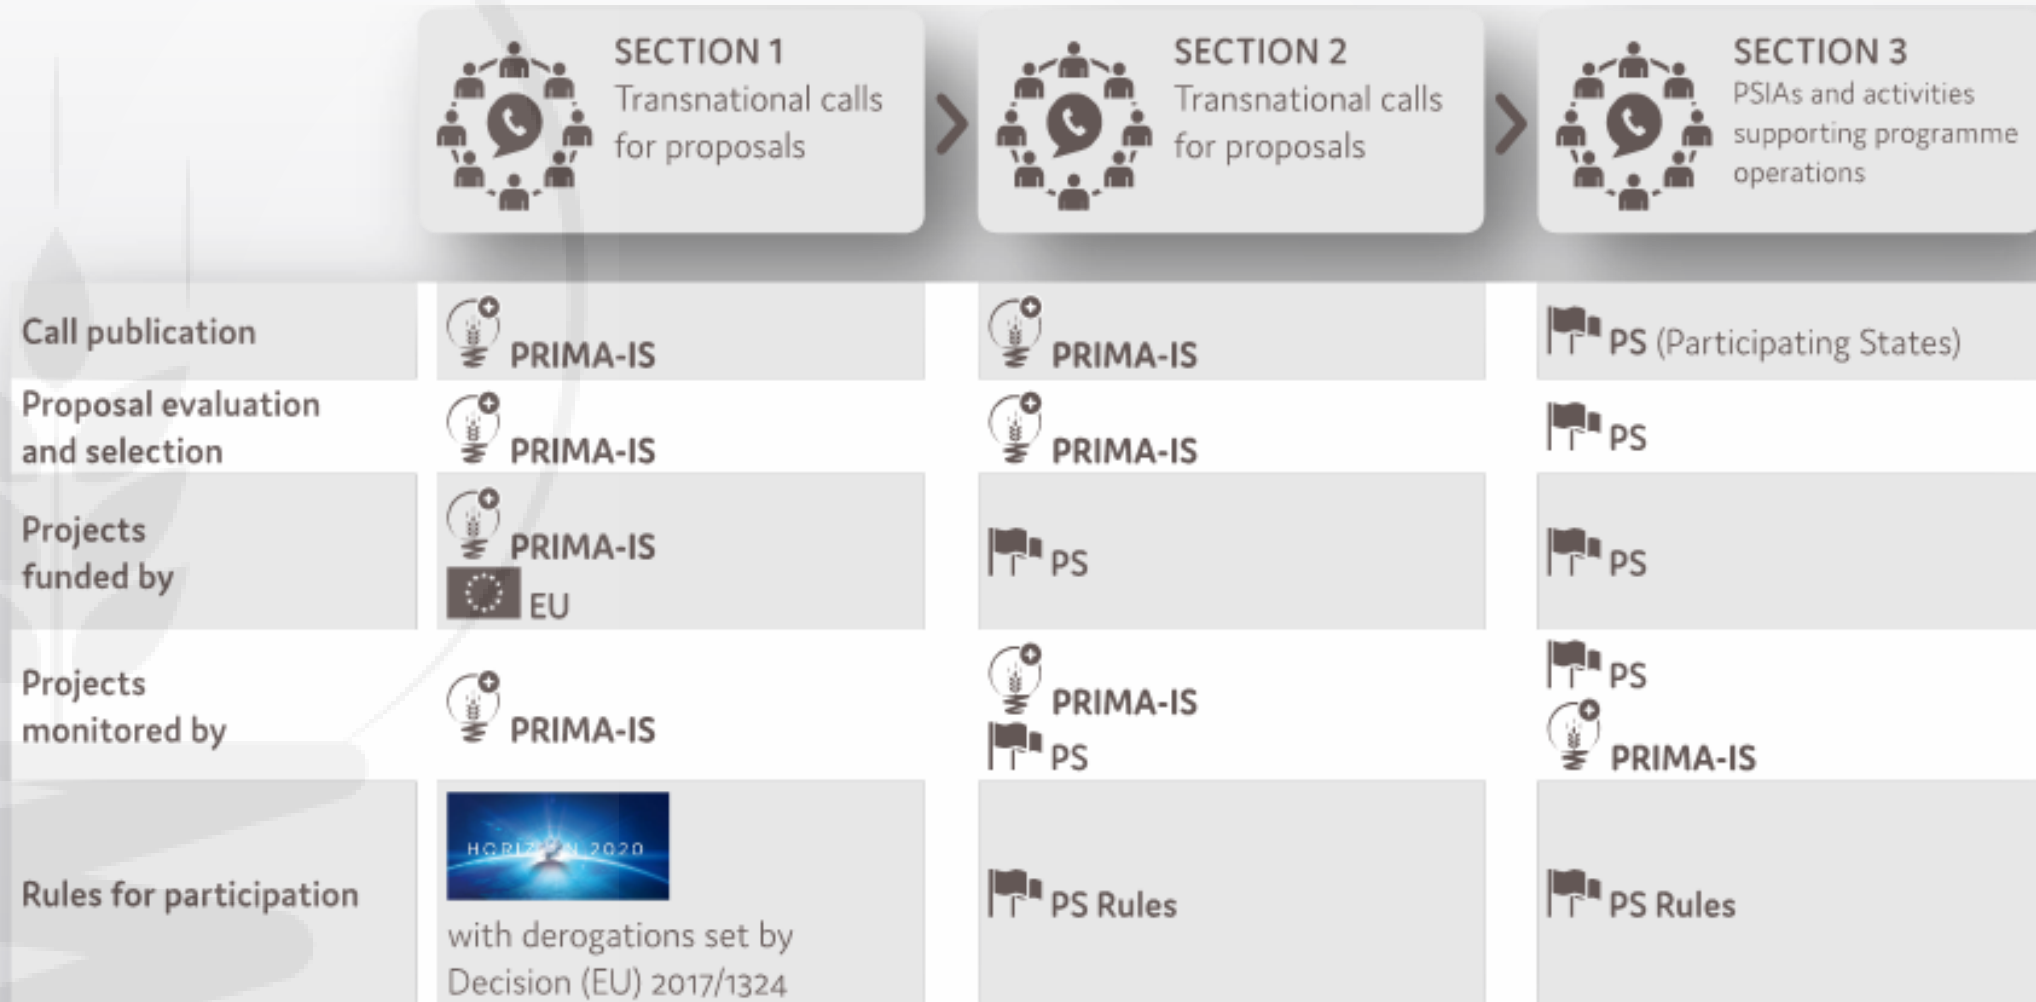 SECTION 1
Transnational calls
for proposals
SECTION 2
Transnational calls
for proposals
SECTION 3
PSIAs and activities
supporting programme
operations
Call publication
PRIMA-IS
PRIMA-IS
PS (Participating States)
Proposal evaluation
and selection
PRIMA-IS
PRIMA-IS
PS
Projects
funded by
PRIMA-IS
EU
PS
PS
Projects
monitored by
PRIMA-IS
PRIMA-IS
PS
PS
PRIMA-IS
Rules for participation
HORIZON 2020
with derogations set by
Decision (EU) 2017/1324
PS Rules
PS Rules